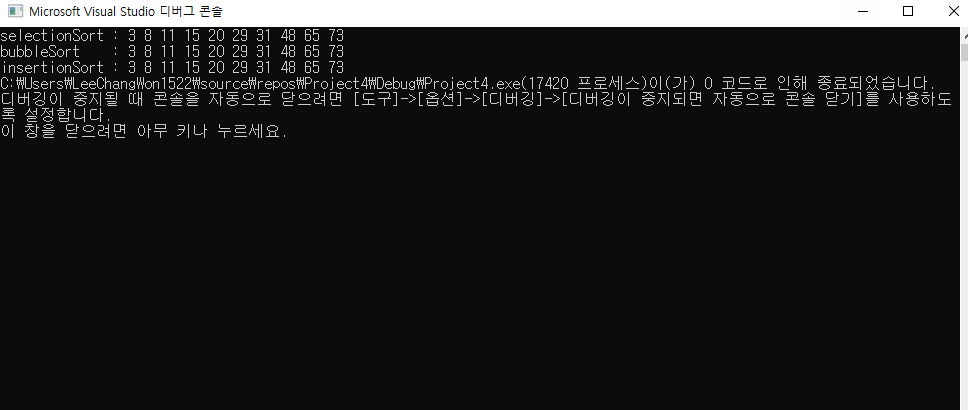 Microsoft Visual Studio 디버그 콘솔
selectionSort : 3 8 11 15 20 29 31 48 65 73
bubbleSort    : 3 8 11 15 20 29 31 48 65 73
insertionSort : 3 8 11 15 20 29 31 48 65 73
C:₩Users₩LeeChang₩on1522₩source₩repos₩Project4₩Debug₩Project4.exe(17420 프로세스)이(가) 0 코드로 인해 종료되었습니다.
디버깅이 중지될 때 콘솔을 자동으로 닫으려면 [도구]->[옵션]->[디버깅]->[디버깅이 중지되면 자동으로 콘솔 닫기]를 사용하도
록 설정합니다.
이 창을 닫으려면 아무 키나 누르세요.